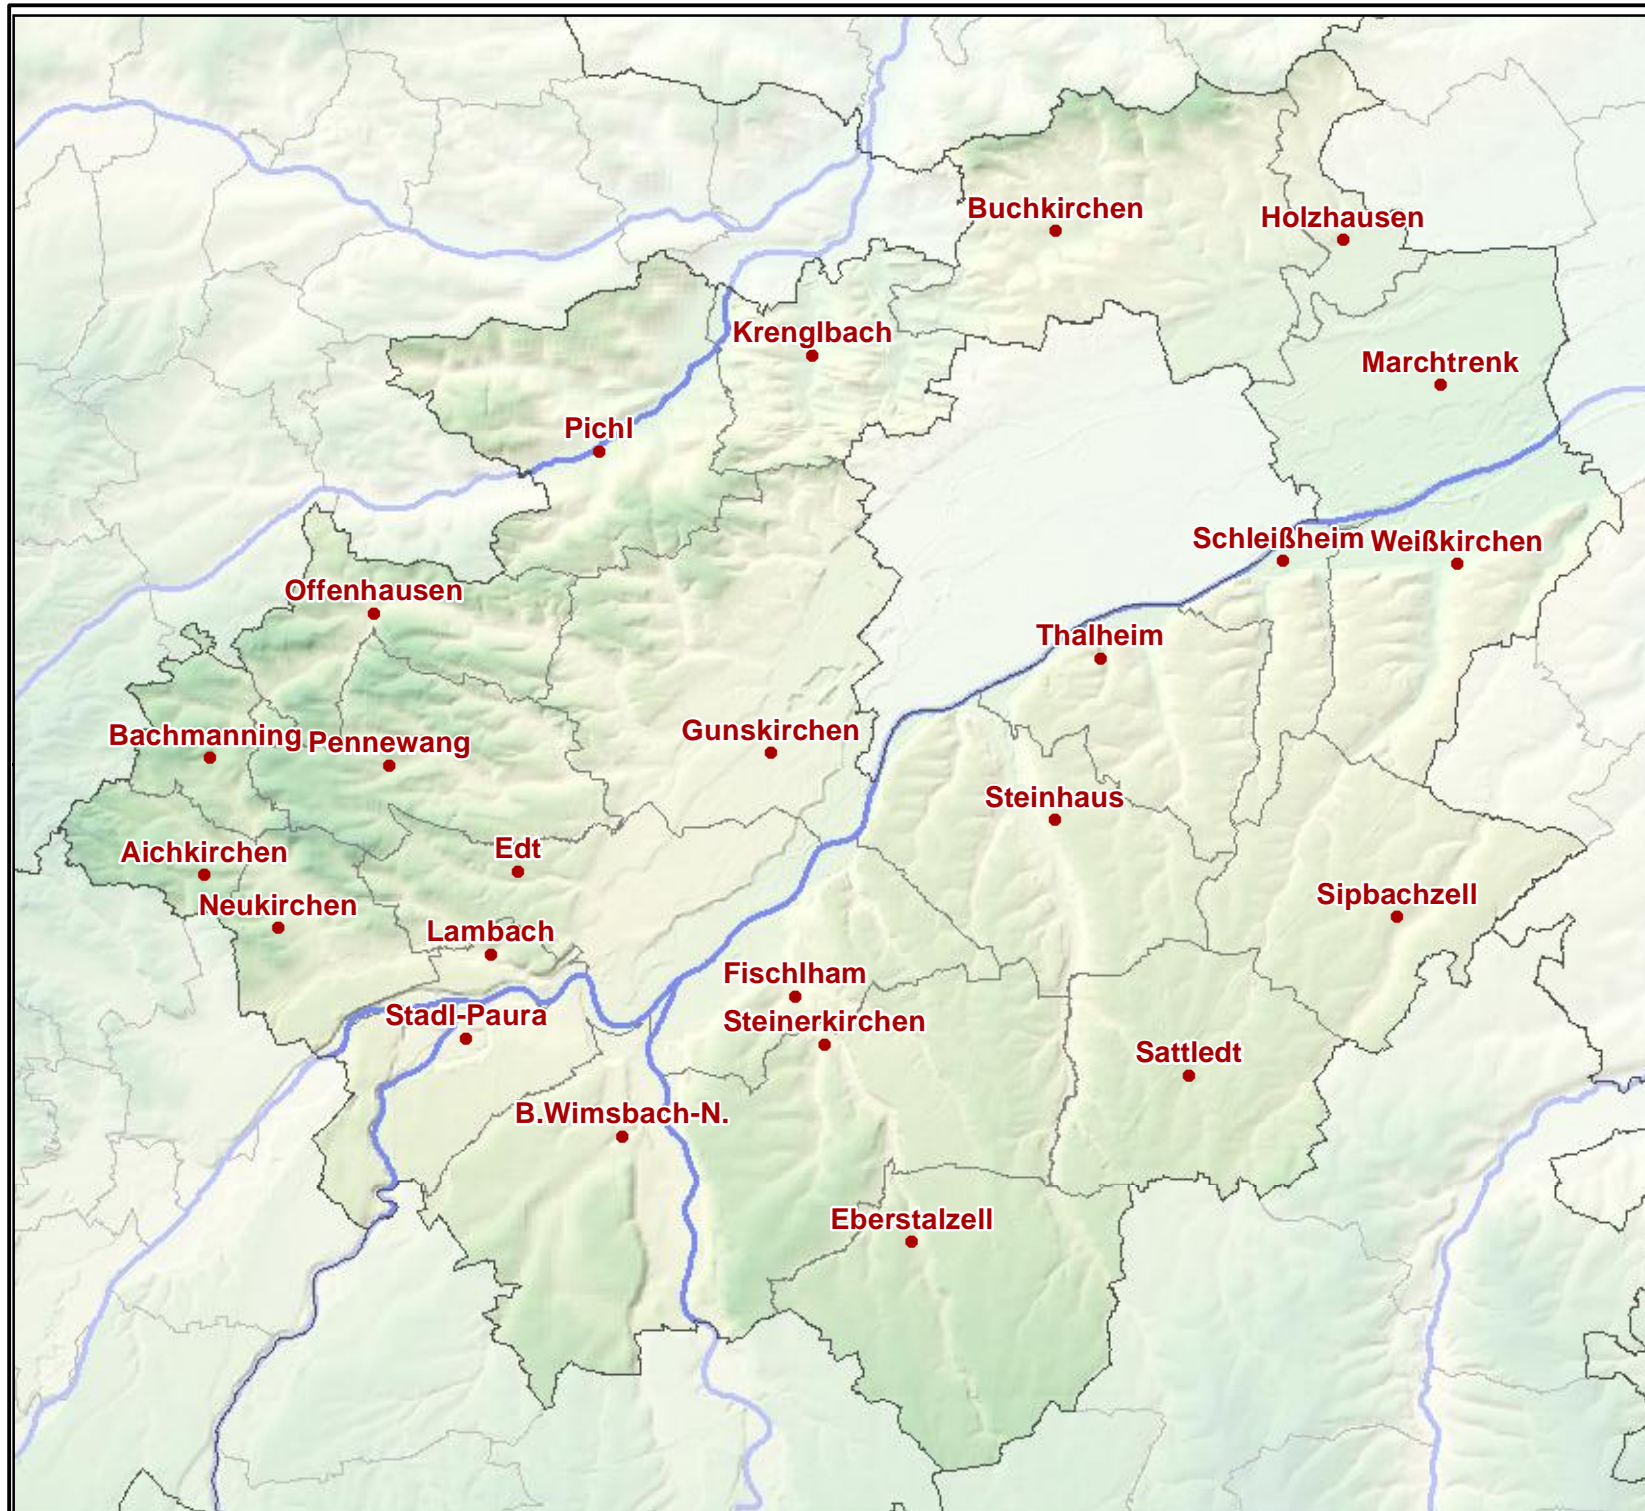 Buchkirchen
Holzhausen
Krenglbach
Marchtrenk
Pichl
Schleißheim
Weißkirchen
Offenhausen
Thalheim
Bachmanning
Pennewang
Gunskirchen
Steinhaus
Aichkirchen
Edt
Sipbachzell
Neukirchen
Lambach
Fischlham
Stadl-Paura
Steinerkirchen
Sattledt
B.Wimsbach-N.
Eberstalzell